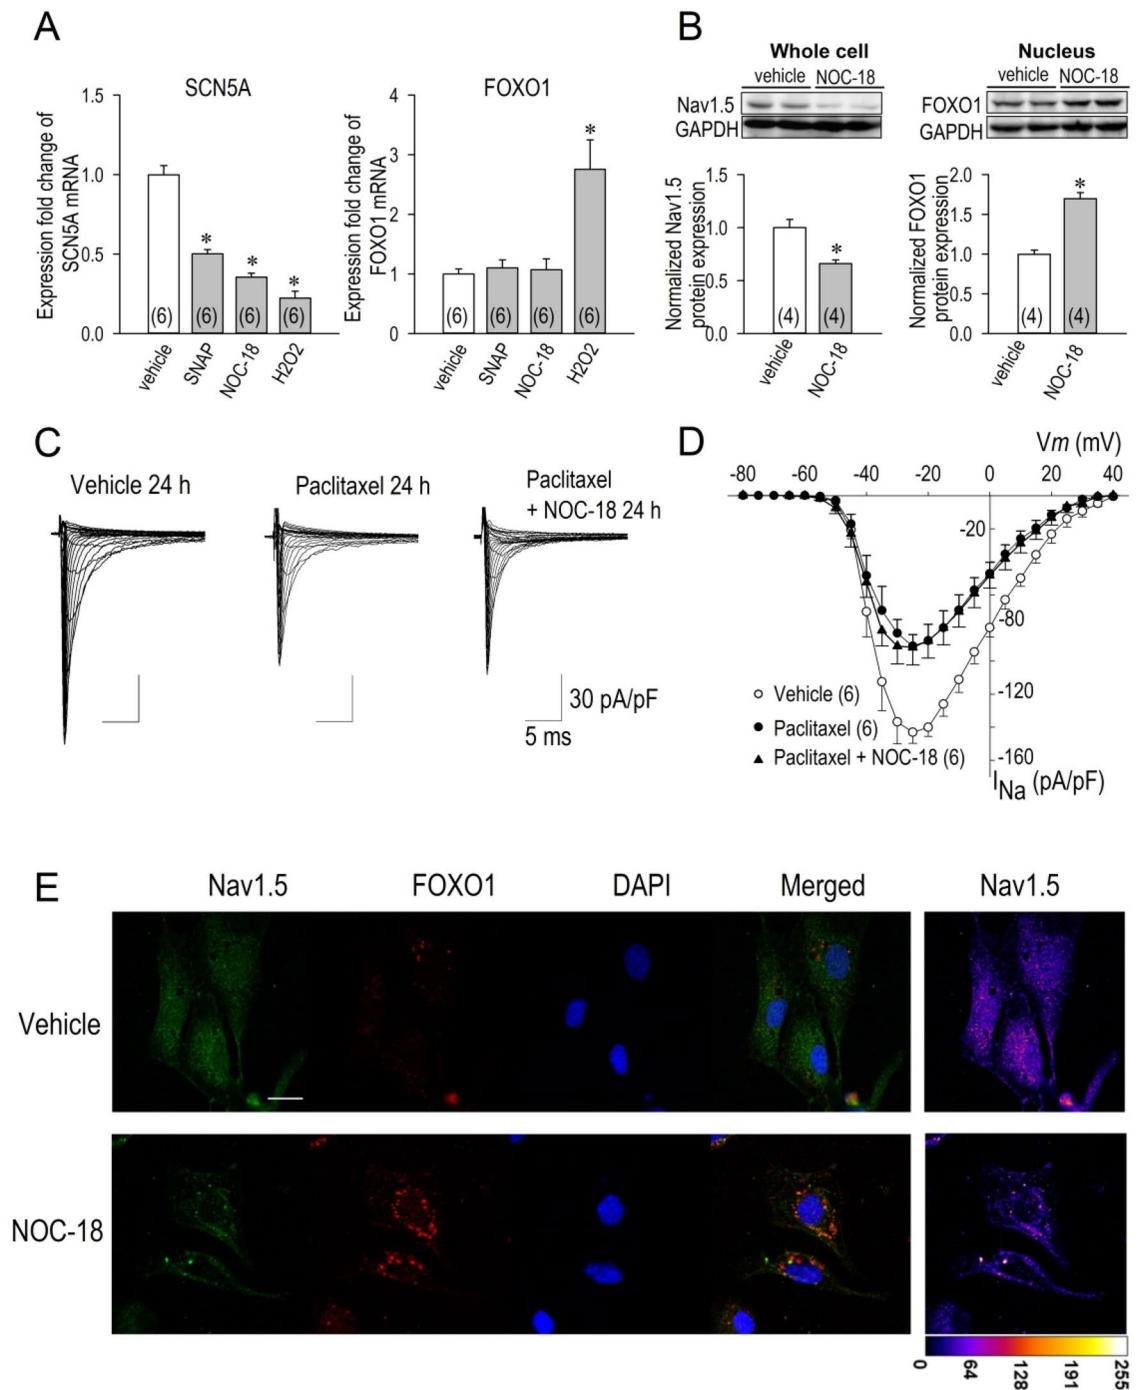 A
SCN5A
Expression fold change of
SCN5A mRNA
1.5
1.0
0.5
0.0
(6)
(6)
(6)
(6)
*
*
*
vehicle
SNAP
NOC-18
H2O2
FOXO1
Expression fold change of
FOXO1 mRNA
4
3
2
1
0
(6)
(6)
(6)
(6)
*
vehicle
SNAP
NOC-18
H2O2
B
Whole cell
vehicle NOC-18
Nav1.5
GAPDH
Normalized Nav1.5
protein expression
1.5
1.0
0.5
0.0
(4)
(4)
*
vehicle
NOC-18
Nucleus
vehicle NOC-18
FOXO1
GAPDH
Normalized FOXO1
protein expression
2.0
1.5
1.0
0.5
0.0
(4)
(4)
*
vehicle
NOC-18
C
Vehicle 24 h
Paclitaxel 24 h
Paclitaxel
+ NOC-18 24 h
30 pA/pF
5 ms
D
Vm (mV)
-80 -60 -40 -20 0 20 40
-20
-80
-120
-160
INa (pA/pF)
Vehicle (6)
Paclitaxel (6)
Paclitaxel + NOC-18 (6)
E
Nav1.5 FOXO1 DAPI Merged Nav1.5
Vehicle
NOC-18
0 64 128 191 255